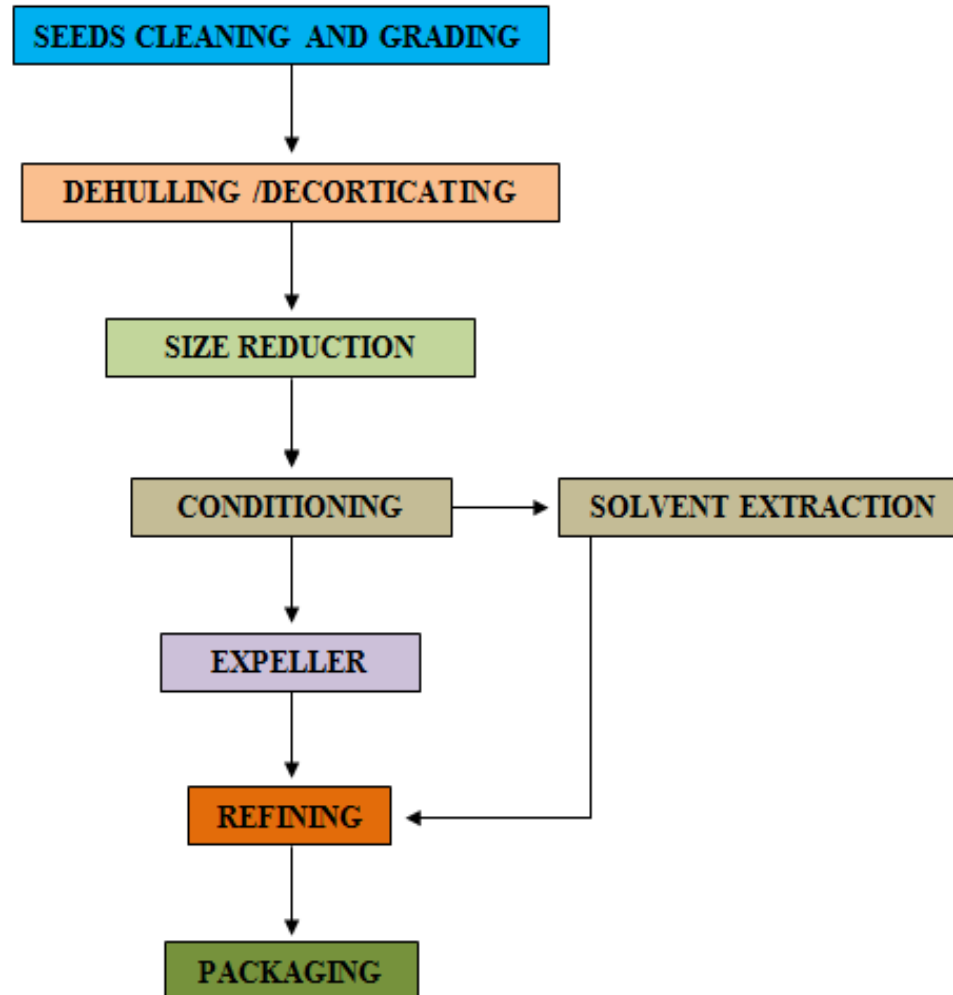 SEEDS CLEANING AND GRADING
DEHULLING /DECORTICATING
SIZE REDUCTION
CONDITIONING
SOLVENT EXTRACTION
EXPELLER
REFINING
PACKAGING